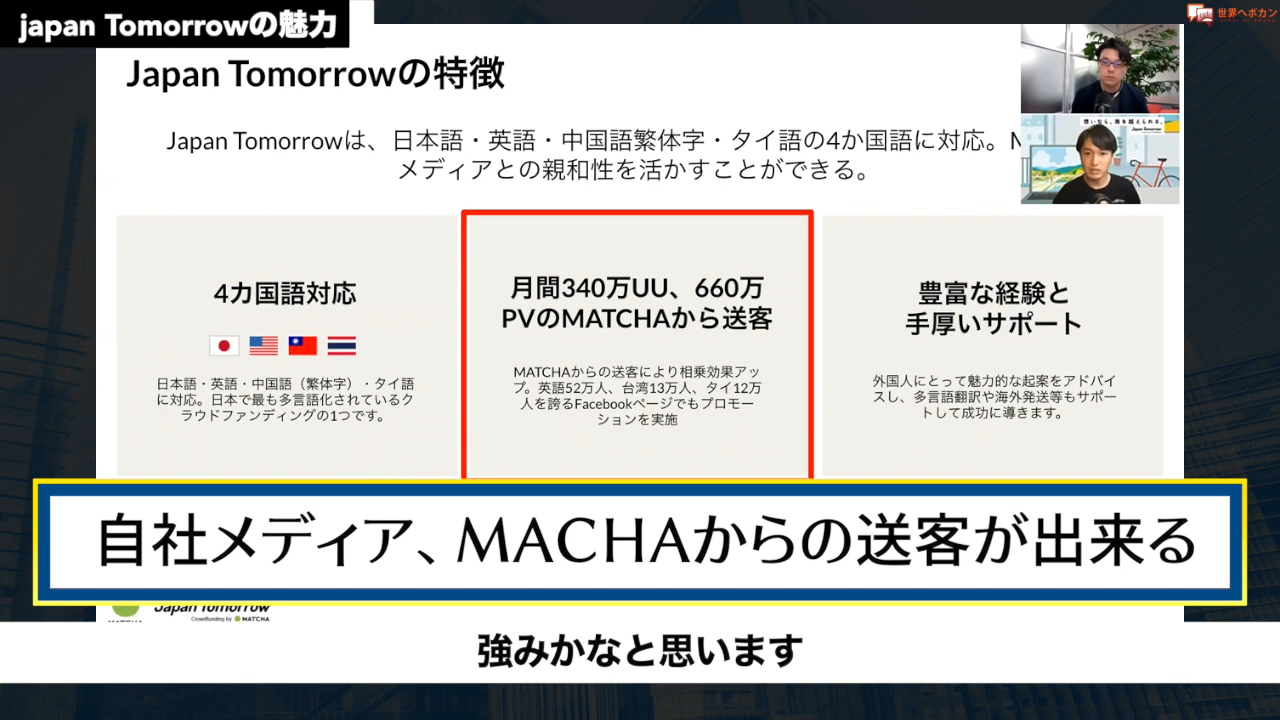 japan Tomorrowの魅力
世界へボカン
Japan Tomorrowの特徴
Japan Tomorrowは、日本語・英語・中国語繁体字・タイ語の4か国語に対応。
メディアとの親和性を活かすことができる。
想いなら、海を越えられる。
4カ国語対応
日本語・英語・中国語（繁体字）・タイ語
に対応。日本で最も多言語化されているク
ラウドファンディングの1つです。
月間340万UU、660万
PVのMATCHAから送客
MATCHAからの送客により相乗効果アッ
プ。英語52万人、台湾13万人、タイ12万
人を誇るFacebookページでもプロモー
ションを実施
豊富な経験と
手厚いサポート
外国人にとって魅力的な起案をアドバイ
スし、多言語翻訳や海外発送等もサポー
トして成功に導きます。
自社メディア、MACHAからの送客が出来る
Japan Tomorrow
Crowdfunding by MATCHA
強みかなと思います